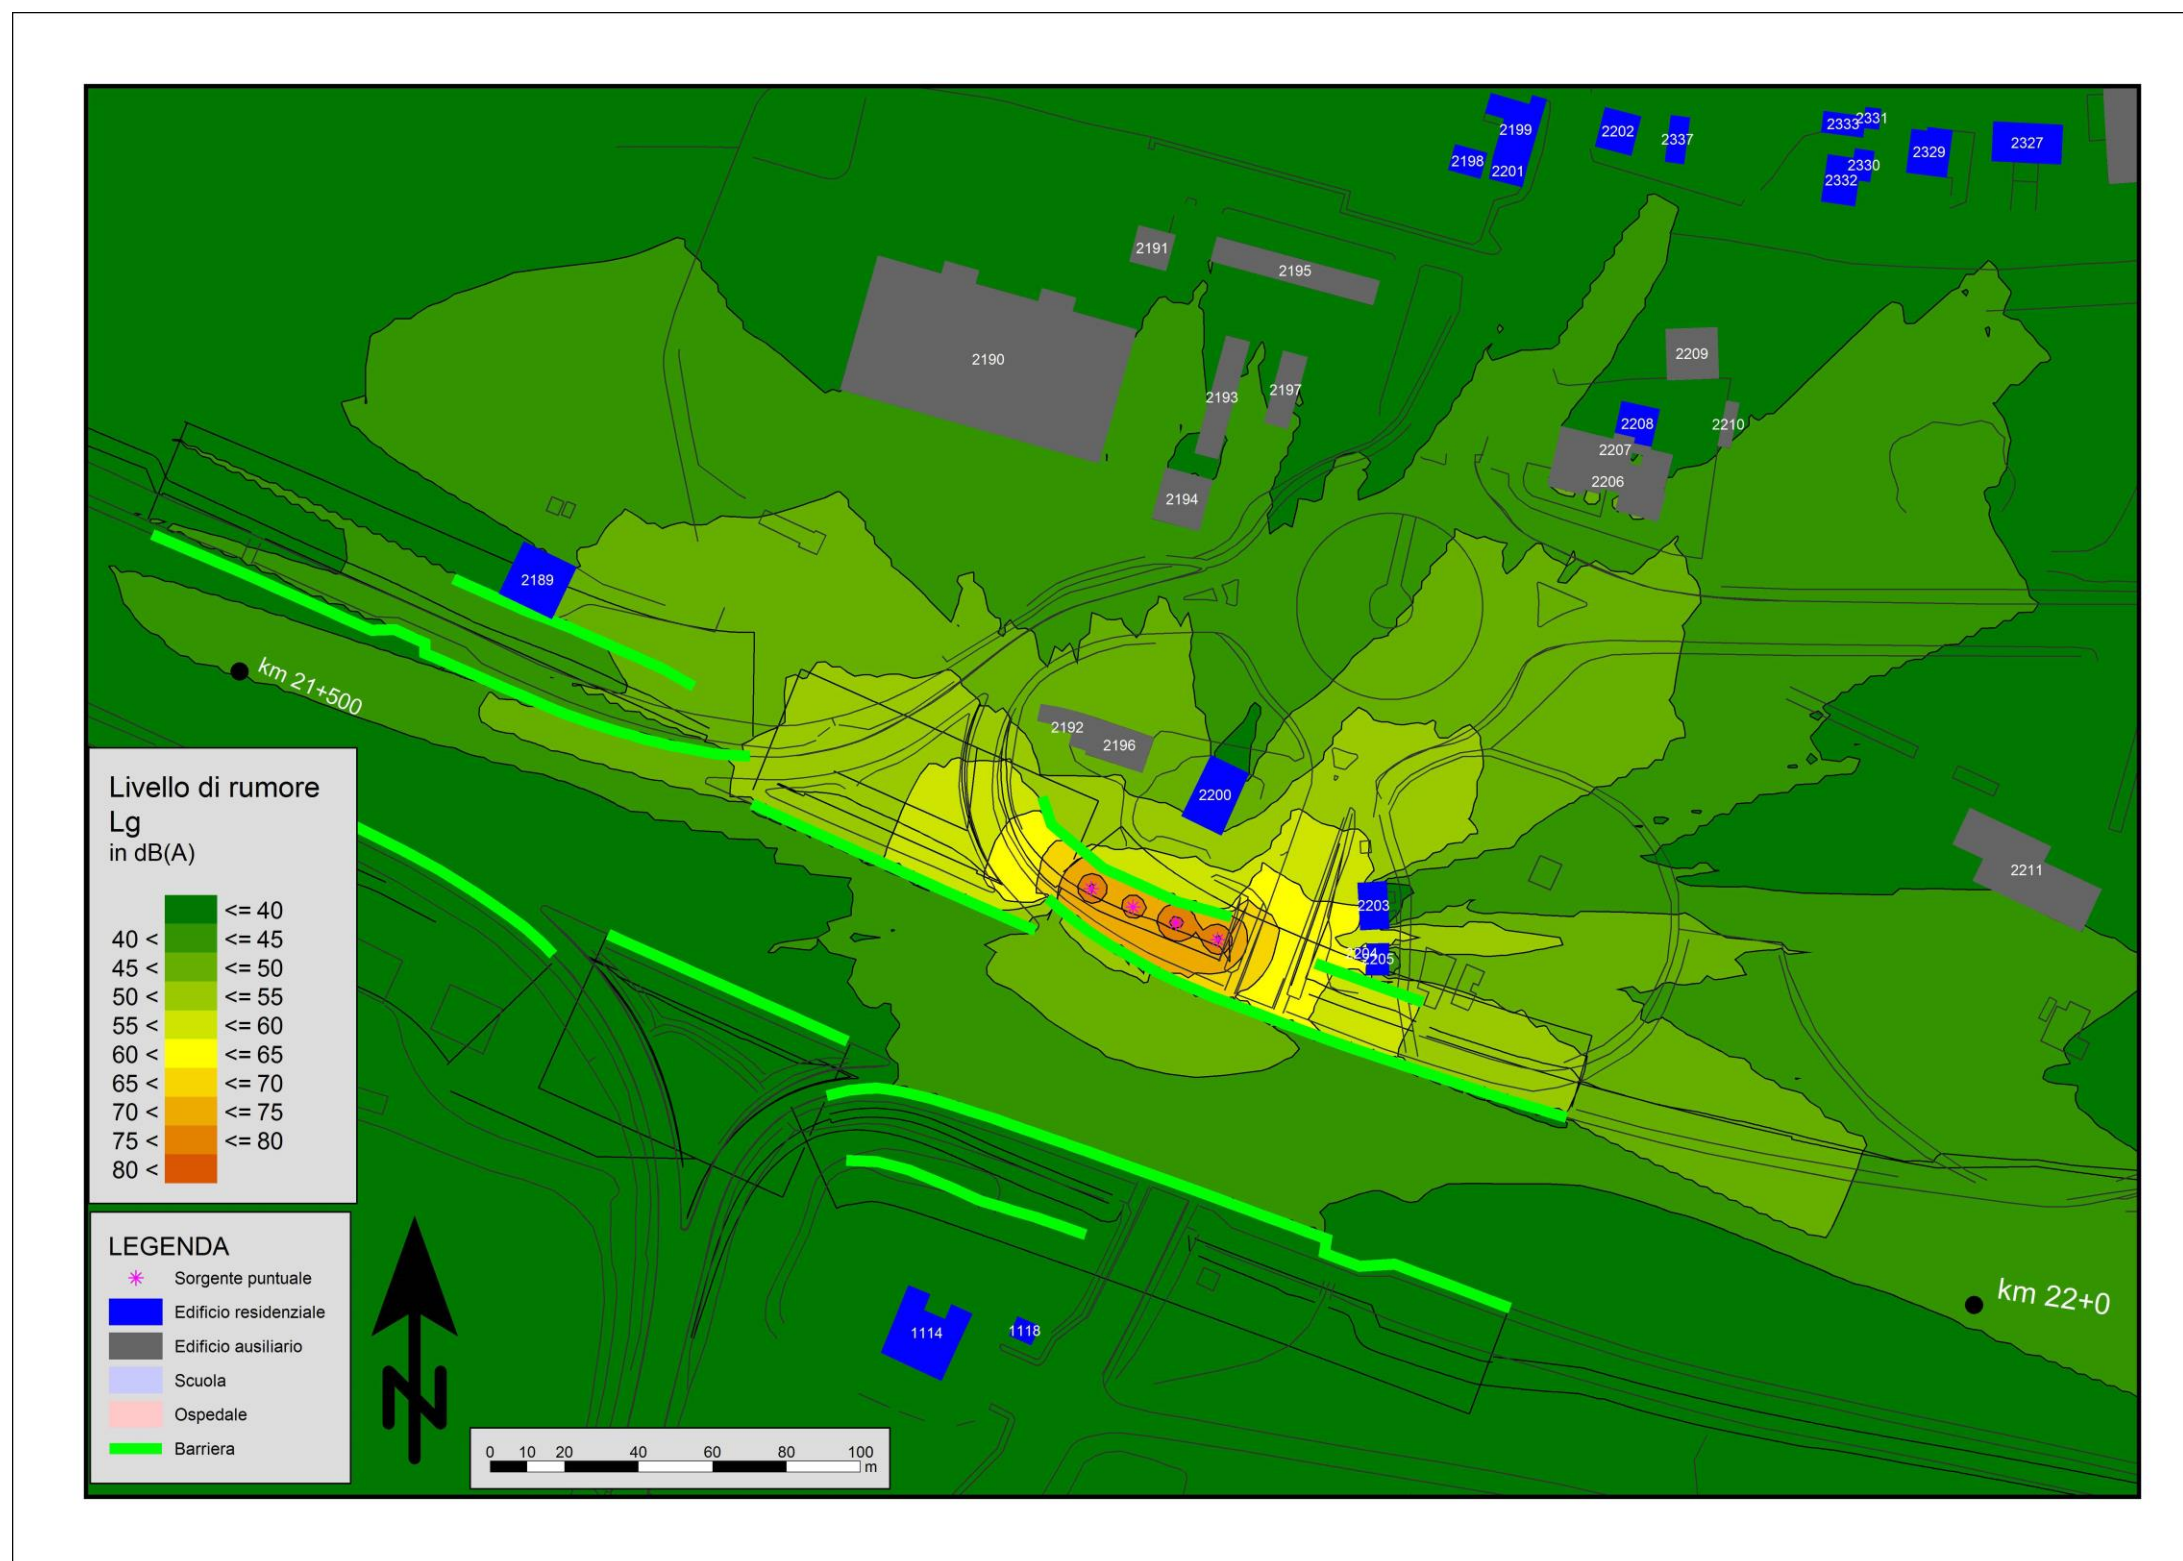 2199
2202
2337
2333
2331
2329
2327
2198
2201
2330
2332
2191
2195
2190
2209
2193
2197
2208
2210
2207
2206
2194
2189
km 21+500
2192
2196
2200
2203
2204
2205
2211
Livello di rumore
Lg
in dB(A)
<= 40
40 < <= 45
45 < <= 50
50 < <= 55
55 < <= 60
60 < <= 65
65 < <= 70
70 < <= 75
75 < <= 80
80 <
km 22+0
LEGENDA
Sorgente puntuale
Edificio residenziale
Edificio ausiliario
Scuola
Ospedale
Barriera
N
1114
1118
0 10 20 40 60 80 100
m